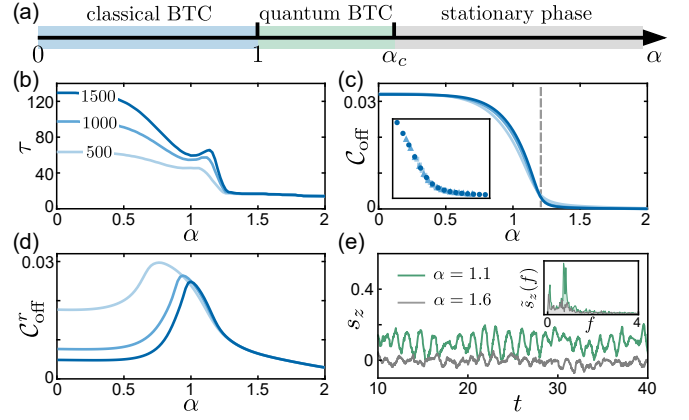 (a) classical BTC quantum BTC stationary phase
0 1 α_c α
(b) (c)
120
80
40
0
τ
1500
1000
500
0 0.5 1 1.5 2
α
0.03
0
𝒞_off
0 0.5 1 1.5 2
α
(d) (e)
0.03
0
𝒞^r_off
0 0.5 1 1.5 2
α
0.6
0
s_z
α = 1.1
α = 1.6
s̃_z(f)
0 f 4
10 20 30 40
t